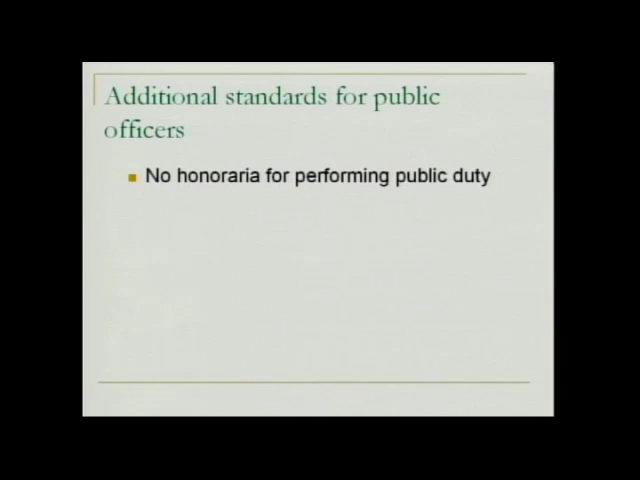 Additional standards for public
officers
No honoraria for performing public duty